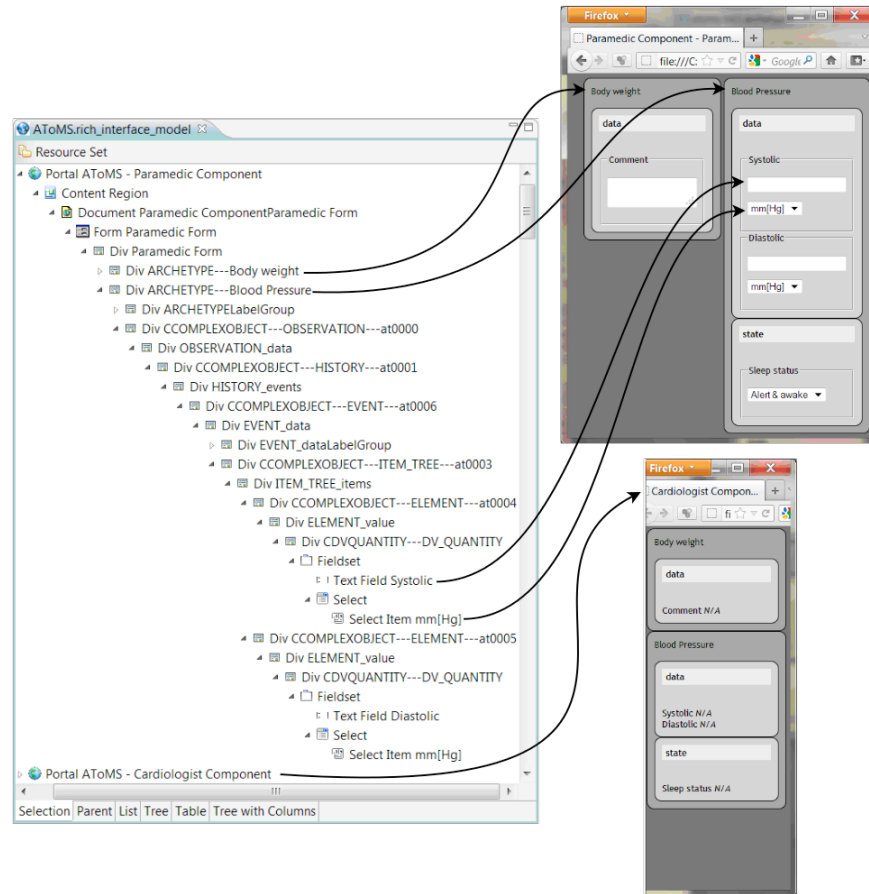 AToMS.rich_interface_model
Resource Set
Portal AToMS - Paramedic Component
Content Region
Document Paramedic ComponentParamedic Form
Form Paramedic Form
Div Paramedic Form
Div ARCHETYPE---Body weight
Div ARCHETYPE---Blood Pressure
Div ARCHETYPELabelGroup
Div CCOMPLEXOBJECT---OBSERVATION---at0000
Div OBSERVATION_data
Div CCOMPLEXOBJECT---HISTORY---at0001
Div HISTORY_events
Div CCOMPLEXOBJECT---EVENT---at0006
Div EVENT_data
Div EVENT_dataLabelGroup
Div CCOMPLEXOBJECT---ITEM_TREE---at0003
Div ITEM_TREE_items
Div CCOMPLEXOBJECT---ELEMENT---at0004
Div ELEMENT_value
Div CDVQUANTITY---DV_QUANTITY
Fieldset
Text Field Systolic
Select
Select Item mm[Hg]
Div CCOMPLEXOBJECT---ELEMENT---at0005
Div ELEMENT_value
Div CDVQUANTITY---DV_QUANTITY
Fieldset
Text Field Diastolic
Select
Select Item mm[Hg]
Portal AToMS - Cardiologist Component
Selection Parent List Tree Table Tree with Columns
Firefox
Paramedic Component - Param... +
file:///C: Google
Body weight
data
Comment
Blood Pressure
data
Systolic
mm[Hg]
Diastolic
mm[Hg]
state
Sleep status
Alert & awake
Firefox
Cardiologist Compon... +
fi
Body weight
data
Comment N/A
Blood Pressure
data
Systolic N/A
Diastolic N/A
state
Sleep status N/A